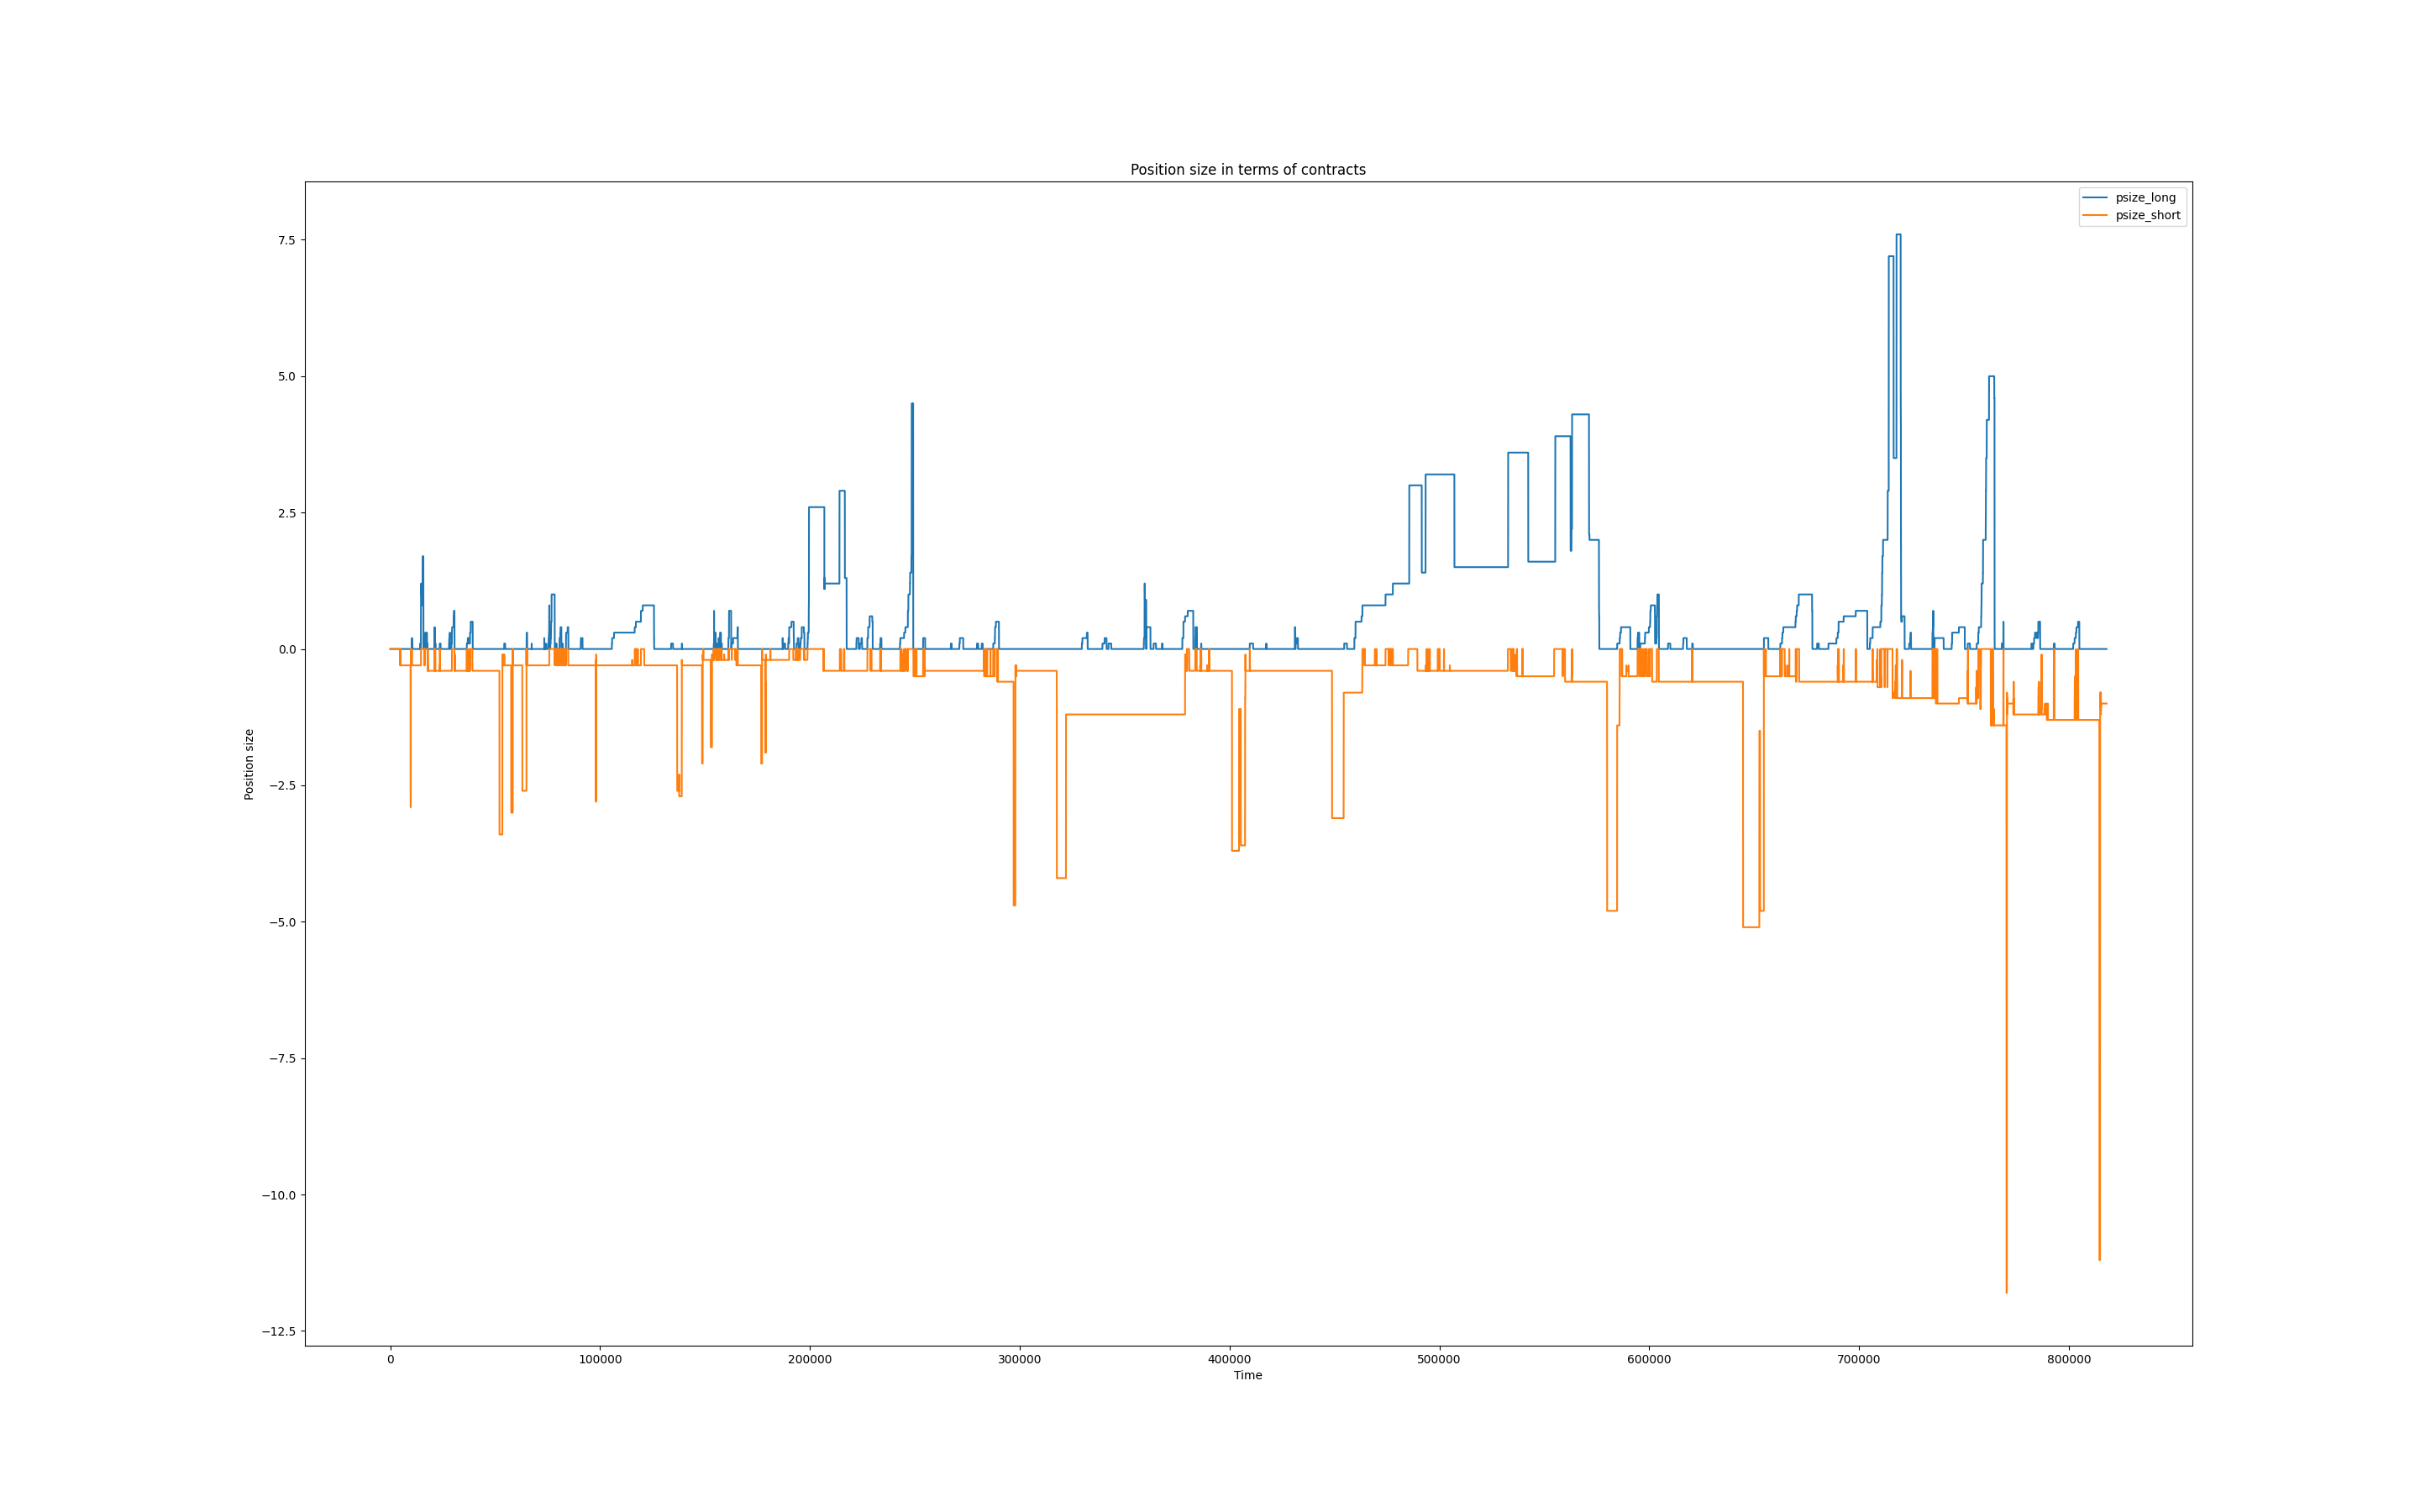 Position size in terms of contracts
psize_long
psize_short
7.5
5.0
2.5
0.0
−2.5
−5.0
−7.5
−10.0
−12.5
Position size
0 100000 200000 300000 400000 500000 600000 700000 800000
Time